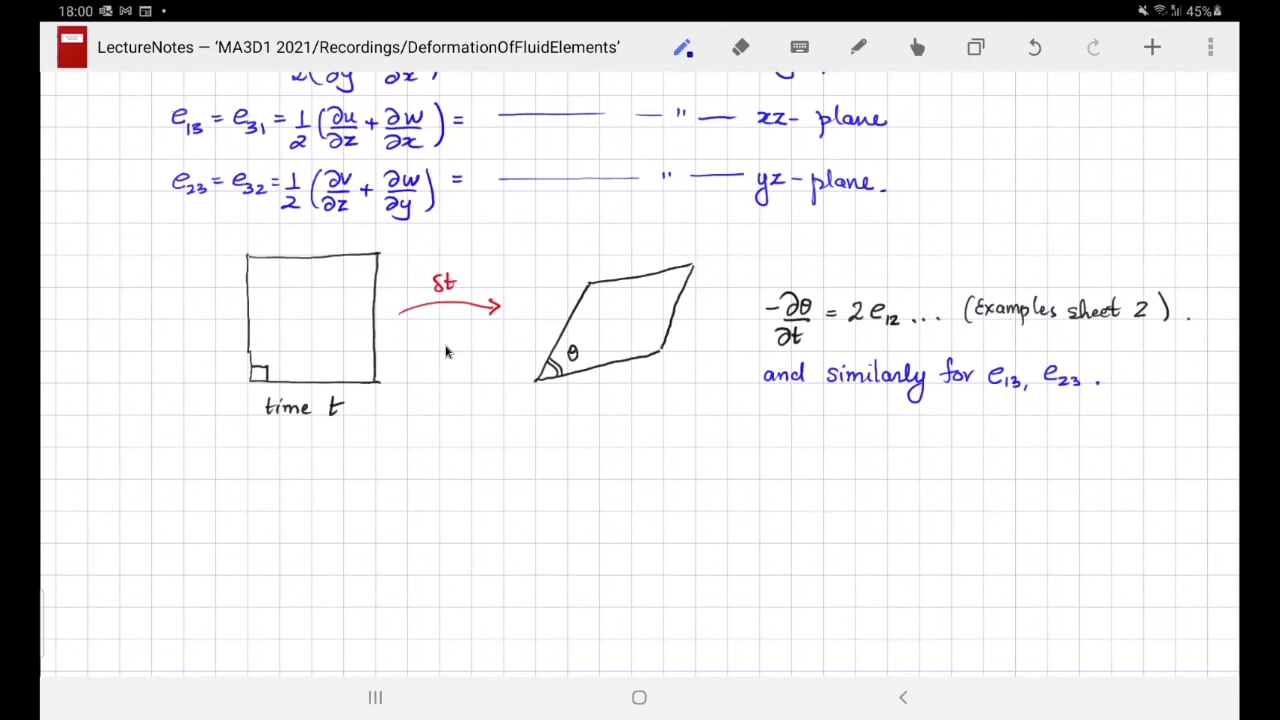 18:00 45%
LectureNotes — ‘MA3D1 2021/Recordings/DeformationOfFluidElements’
2(∂y ∂x)
e₁₃ = e₃₁ = 1/2 (∂u/∂z + ∂w/∂x) = —— — " — xz- plane
e₂₃ = e₃₂ = 1/2 (∂v/∂z + ∂w/∂y) = —— " —— yz-plane.
δt
θ
-∂θ/∂t = 2 e₁₂ ... (Examples sheet 2).
and similarly for e₁₃, e₂₃.
time t